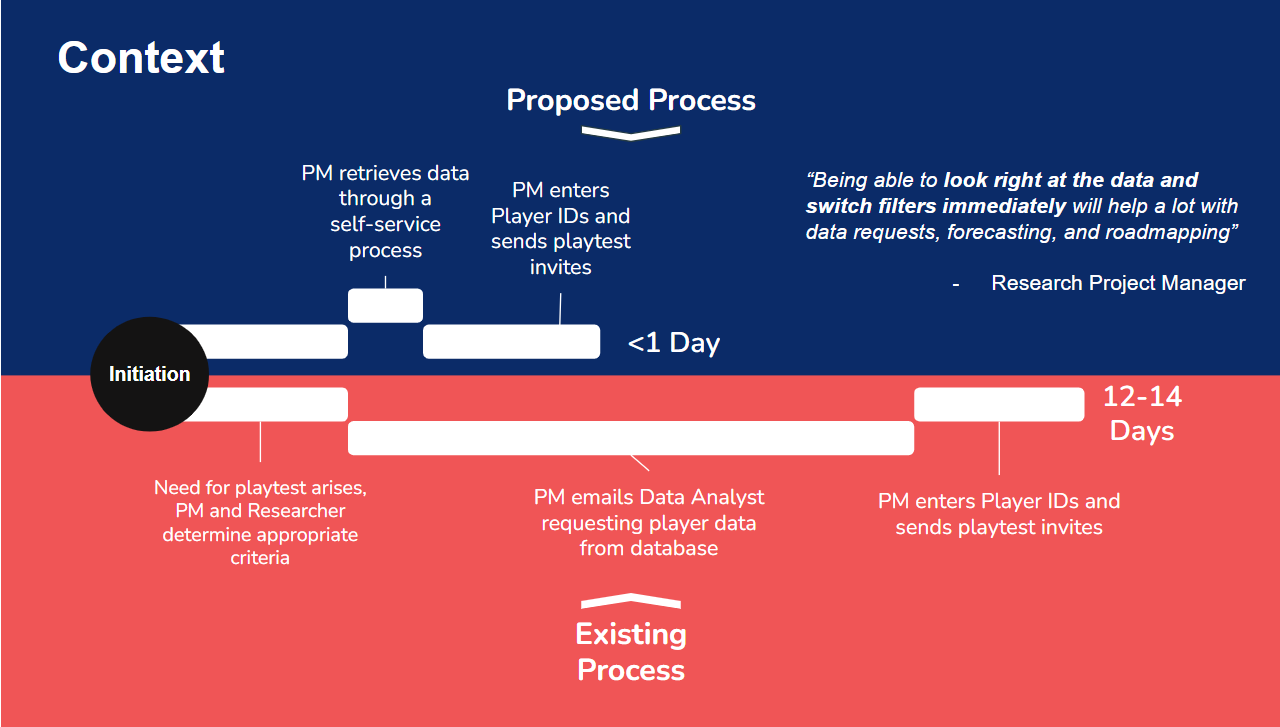 Context
Proposed Process
PM retrieves data
through a
self-service
process
PM enters
Player IDs and
sends playtest
invites
“Being able to look right at the data and
switch filters immediately will help a lot with
data requests, forecasting, and roadmapping”
- Research Project Manager
<1 Day
Initiation
12-14
Days
Need for playtest arises,
PM and Researcher
determine appropriate
criteria
PM emails Data Analyst
requesting player data
from database
PM enters Player IDs and
sends playtest invites
Existing
Process